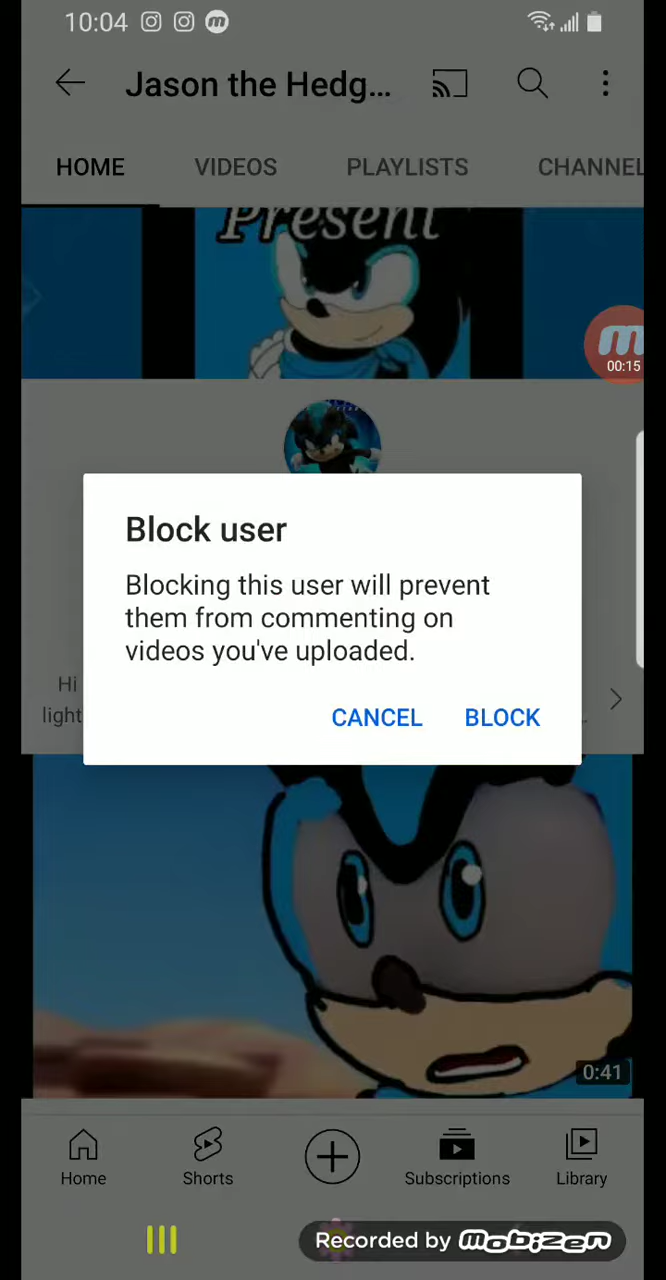 10:04
Jason the Hedg...
HOME VIDEOS PLAYLISTS CHANNEL
Present
00:15
Block user
Blocking this user will prevent
them from commenting on
videos you've uploaded.
CANCEL BLOCK
Hi
light
0:41
Home Shorts Subscriptions Library
Recorded by mobizen